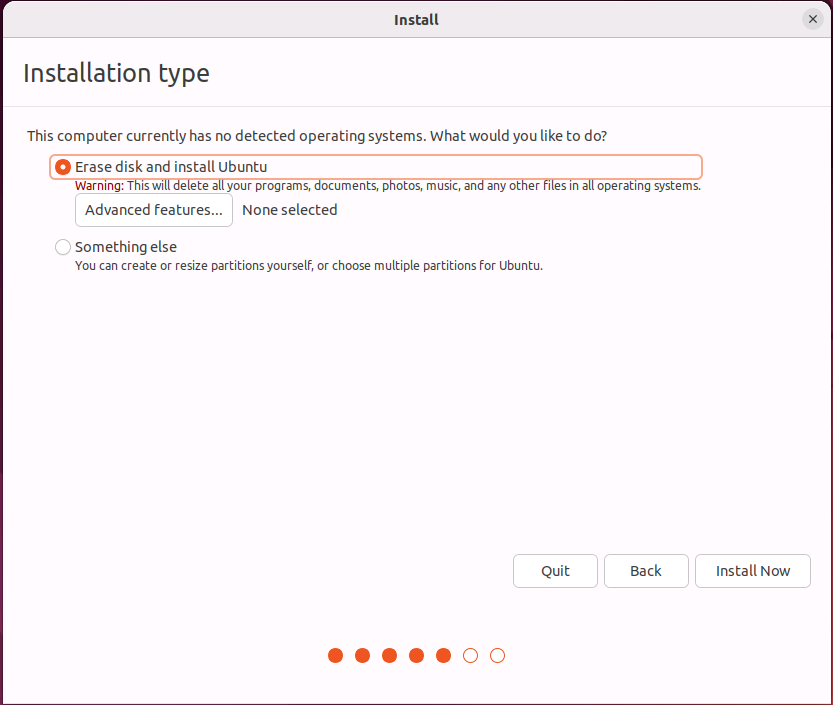 Install
Installation type
This computer currently has no detected operating systems. What would you like to do?
Erase disk and install Ubuntu
Warning: This will delete all your programs, documents, photos, music, and any other files in all operating systems.
Advanced features... None selected
Something else
You can create or resize partitions yourself, or choose multiple partitions for Ubuntu.
Quit Back Install Now